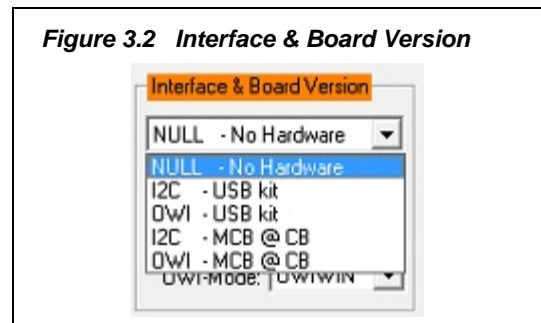 Figure 3.2 Interface & Board Version
Interface & Board Version
NULL - No Hardware
NULL - No Hardware
I2C - USB kit
OWI - USB kit
I2C - MCB @ CB
OWI - MCB @ CB
OWI-Mode: OWIWIN